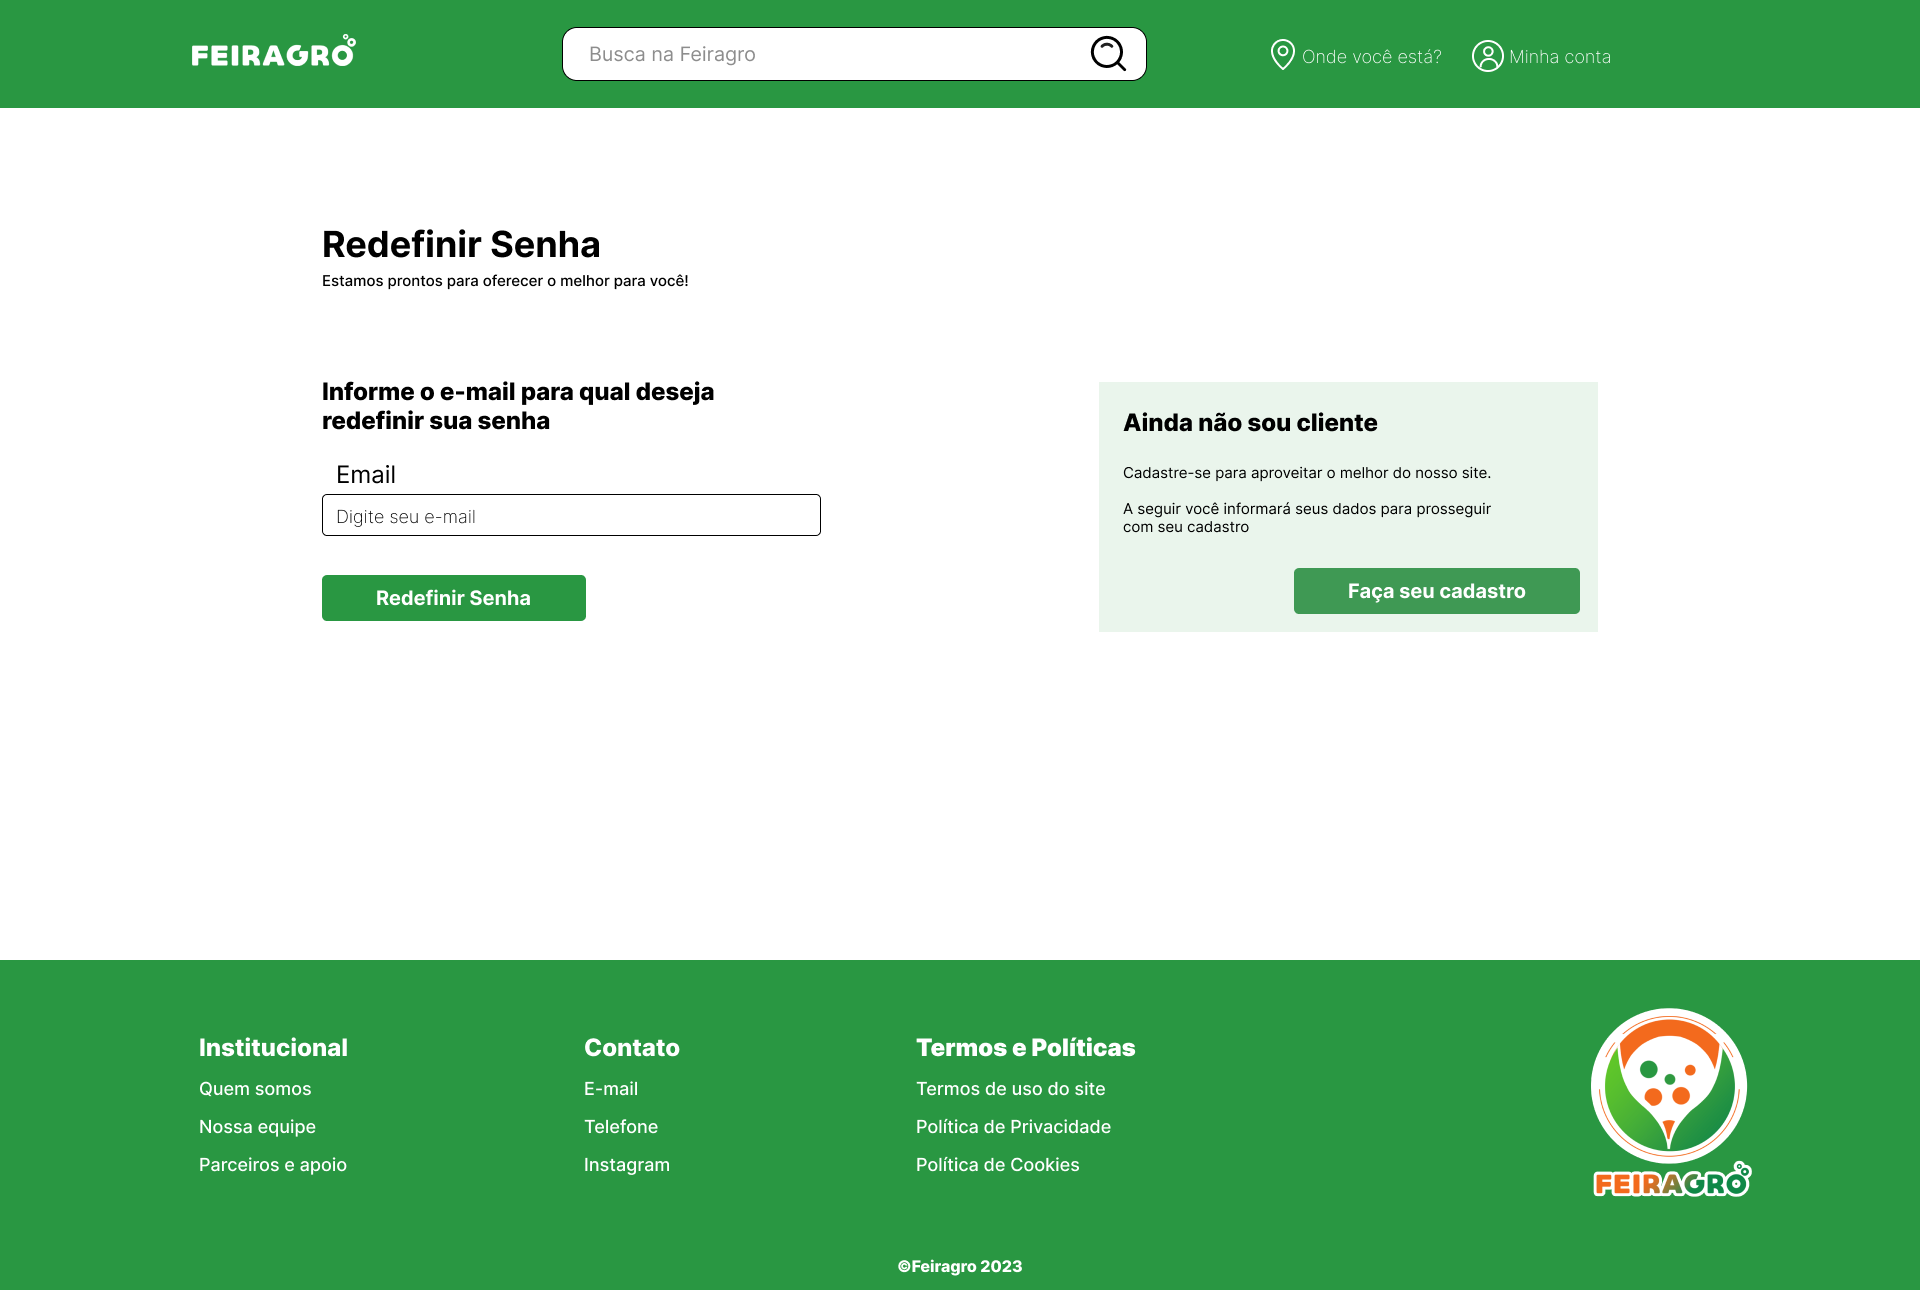 FEIRAGRO
Busca na Feiragro
Onde você está?
Minha conta
Redefinir Senha
Estamos prontos para oferecer o melhor para você!
Informe o e-mail para qual deseja
redefinir sua senha
Email
Digite seu e-mail
Redefinir Senha
Ainda não sou cliente
Cadastre-se para aproveitar o melhor do nosso site.
A seguir você informará seus dados para prosseguir
com seu cadastro
Faça seu cadastro
Institucional
Quem somos
Nossa equipe
Parceiros e apoio
Contato
E-mail
Telefone
Instagram
Termos e Políticas
Termos de uso do site
Política de Privacidade
Política de Cookies
FEIRAGRO
©Feiragro 2023